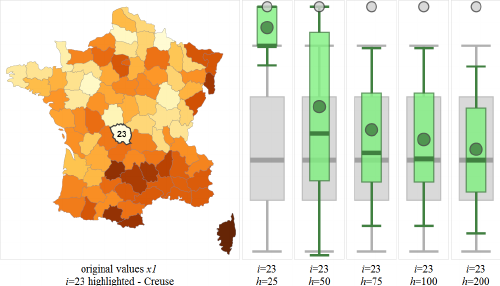 23
original values x1
i=23 highlighted - Creuse
i=23
h=25
i=23
h=50
i=23
h=75
i=23
h=100
i=23
h=200